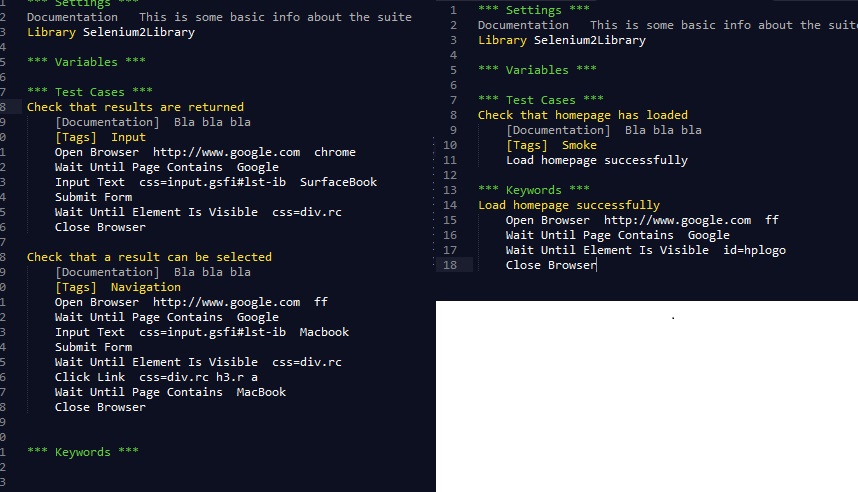 1 *** Settings ***
2 Documentation   This is some basic info about the suite
3 Library Selenium2Library
4
5 *** Variables ***
6
7 *** Test Cases ***
8 Check that results are returned
9     [Documentation]  Bla bla bla
0     [Tags]  Input
1     Open Browser  http://www.google.com  chrome
2     Wait Until Page Contains  Google
3     Input Text  css=input.gsfi#lst-ib  SurfaceBook
4     Submit Form
5     Wait Until Element Is Visible  css=div.rc
6     Close Browser
7
8 Check that a result can be selected
9     [Documentation]  Bla bla bla
0     [Tags]  Navigation
1     Open Browser  http://www.google.com  ff
2     Wait Until Page Contains  Google
3     Input Text  css=input.gsfi#lst-ib  Macbook
4     Submit Form
5     Wait Until Element Is Visible  css=div.rc
6     Click Link  css=div.rc h3.r a
7     Wait Until Page Contains  MacBook
8     Close Browser
9
0
1 *** Keywords ***
2
3
1 *** Settings ***
2 Documentation   This is some basic info about the suite
3 Library Selenium2Library
4
5 *** Variables ***
6
7 *** Test Cases ***
8 Check that homepage has loaded
9     [Documentation]  Bla bla bla
10     [Tags]  Smoke
11     Load homepage successfully
12
13 *** Keywords ***
14 Load homepage successfully
15     Open Browser  http://www.google.com  ff
16     Wait Until Page Contains  Google
17     Wait Until Element Is Visible  id=hplogo
18     Close Browser
.